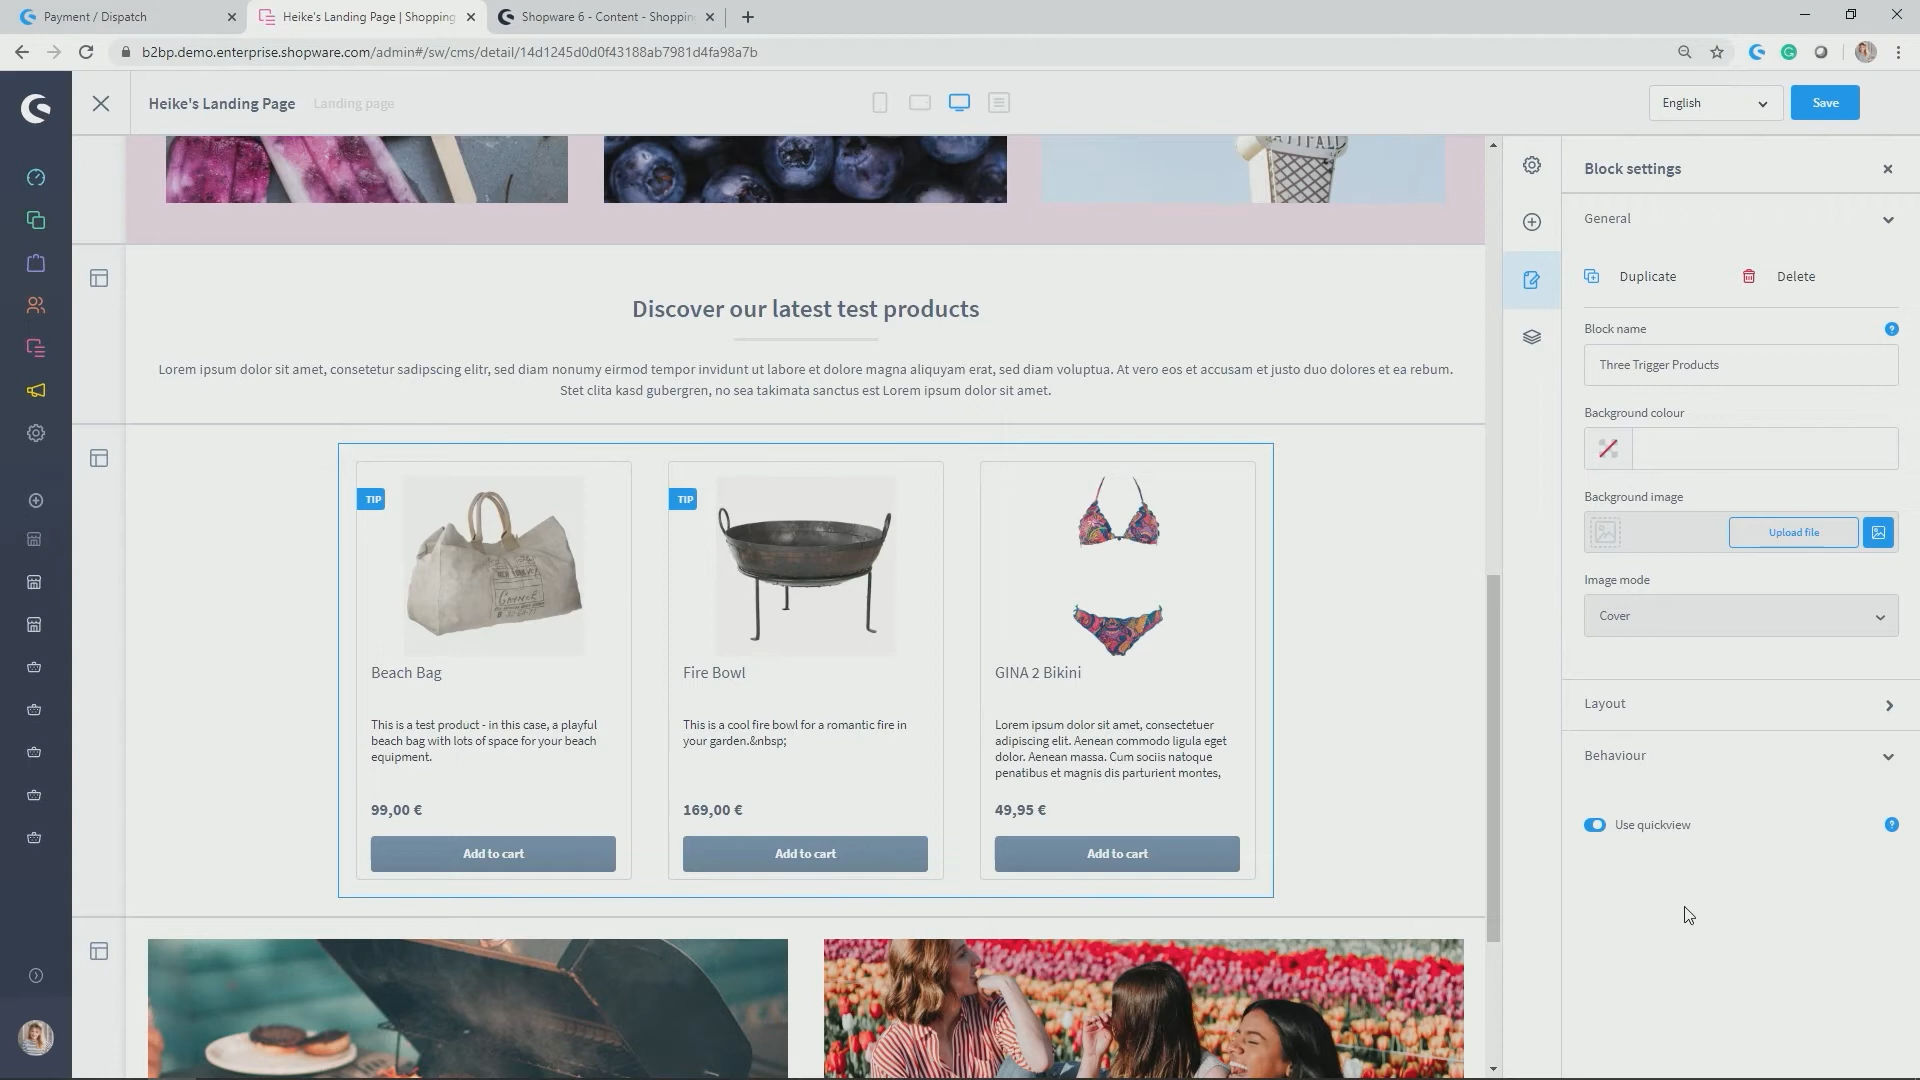 Payment / Dispatch
Heike's Landing Page | Shopping
Shopware 6 - Content - Shoppin
b2bp.demo.enterprise.shopware.com/admin#/sw/cms/detail/14d1245d0d0f43188ab7981d4fa98a7b
Heike's Landing Page
Landing page
English
Save
Discover our latest test products
Lorem ipsum dolor sit amet, consetetur sadipscing elitr, sed diam nonumy eirmod tempor invidunt ut labore et dolore magna aliquyam erat, sed diam voluptua. At vero eos et accusam et justo duo dolores et ea rebum.
Stet clita kasd gubergren, no sea takimata sanctus est Lorem ipsum dolor sit amet.
TIP
Beach Bag
This is a test product - in this case, a playful
beach bag with lots of space for your beach
equipment.
99,00 €
Add to cart
TIP
Fire Bowl
This is a cool fire bowl for a romantic fire in
your garden.&nbsp;
169,00 €
Add to cart
GINA 2 Bikini
Lorem ipsum dolor sit amet, consectetuer
adipiscing elit. Aenean commodo ligula eget
dolor. Aenean massa. Cum sociis natoque
penatibus et magnis dis parturient montes,
49,95 €
Add to cart
Block settings
General
Duplicate
Delete
Block name
Three Trigger Products
Background colour
Background image
Upload file
Image mode
Cover
Layout
Behaviour
Use quickview